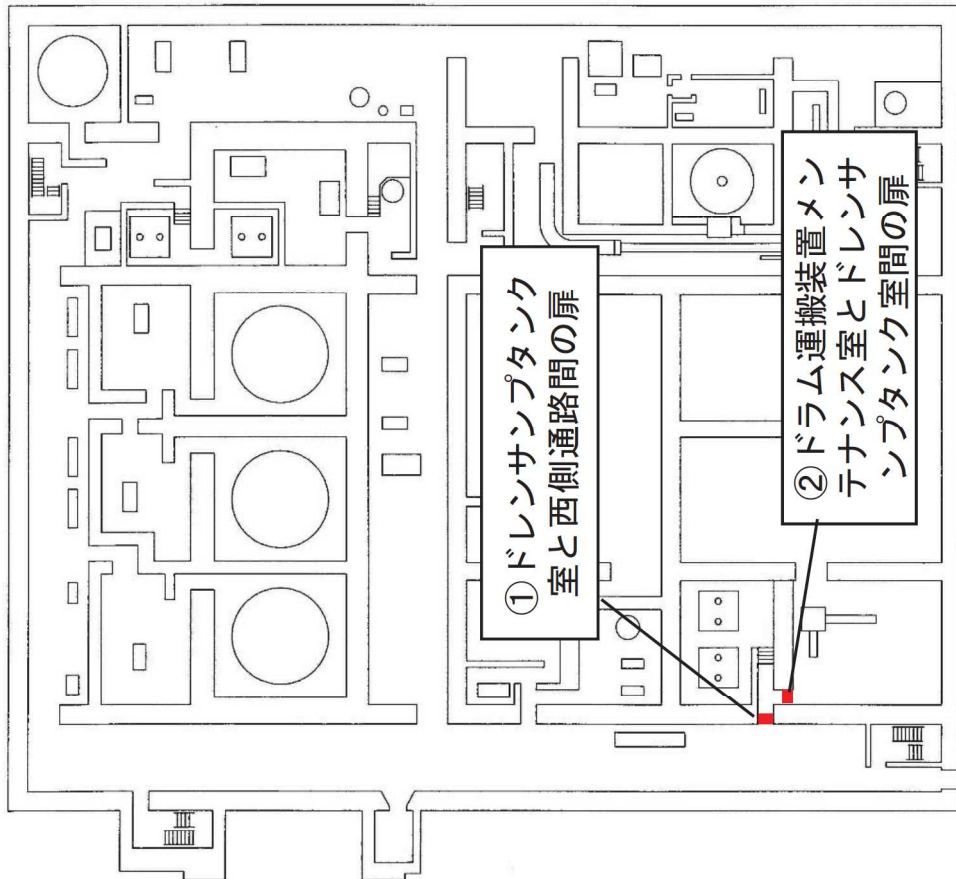 ①ドレンサンプタンク
室と西側通路間の扉
②ドラム運搬装置メン
テナンス室とドレンサ
ンプタンク室間の扉